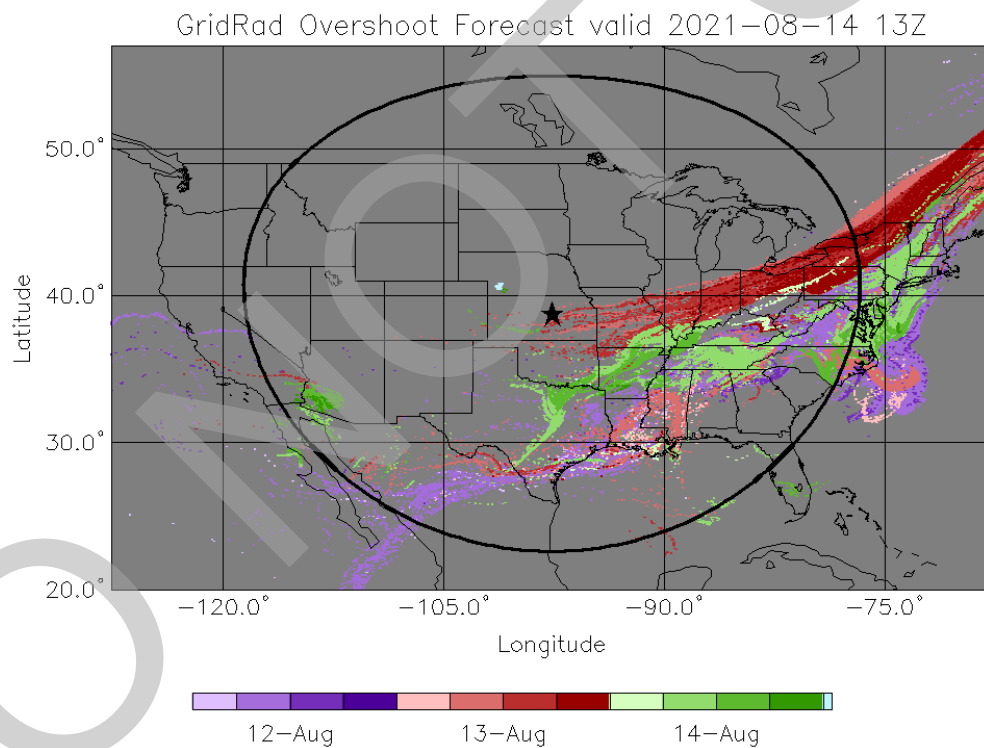 GridRad Overshoot Forecast valid 2021-08-14 13Z
50.0°
40.0°
30.0°
20.0°
Latitude
-120.0°
-105.0°
-90.0°
-75.0°
Longitude
12-Aug
13-Aug
14-Aug